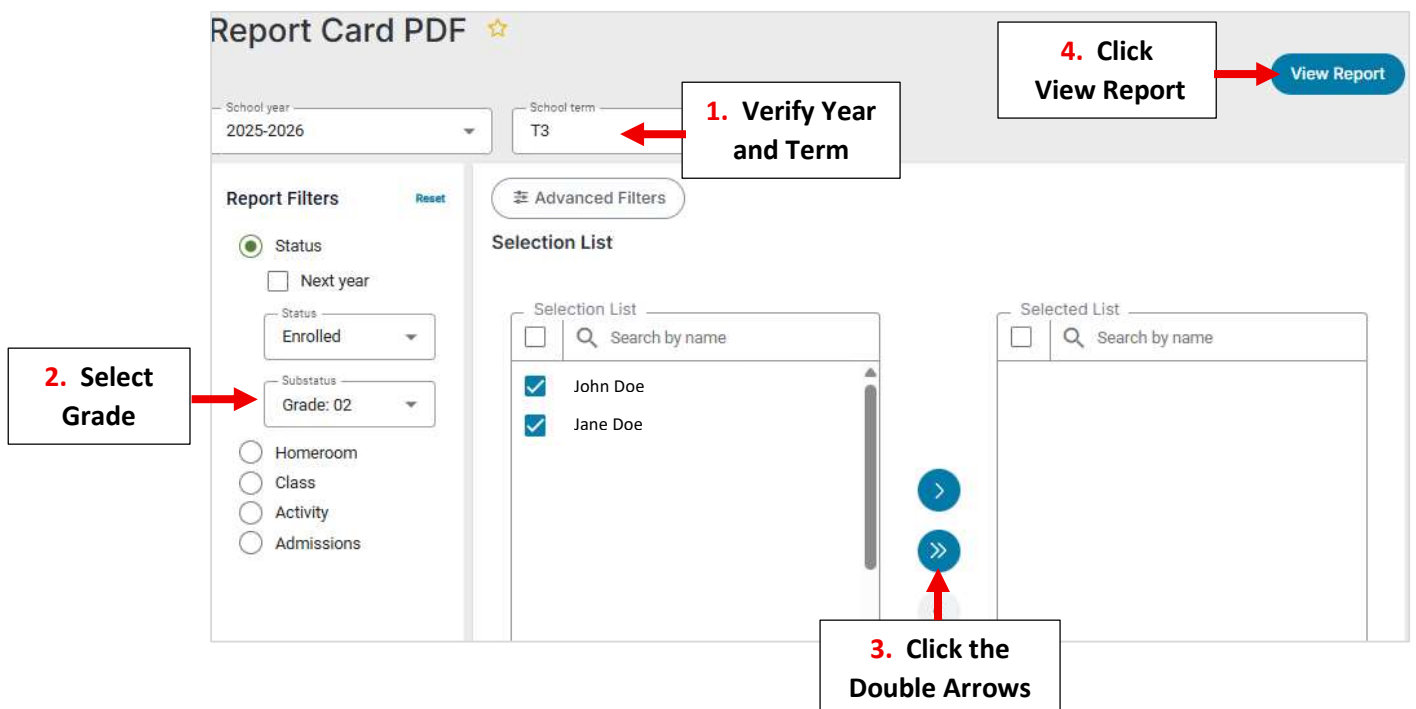 Report Card PDF
4. Click
View Report
View Report
School year
2025-2026
School term
T3
1. Verify Year
and Term
Report Filters
Reset
Advanced Filters
Status
Selection List
Next year
Status
Enrolled
Selection List
Search by name
Selected List
Search by name
2. Select
Grade
Substatus
Grade: 02
John Doe
Jane Doe
Homeroom
Class
Activity
Admissions
3. Click the
Double Arrows